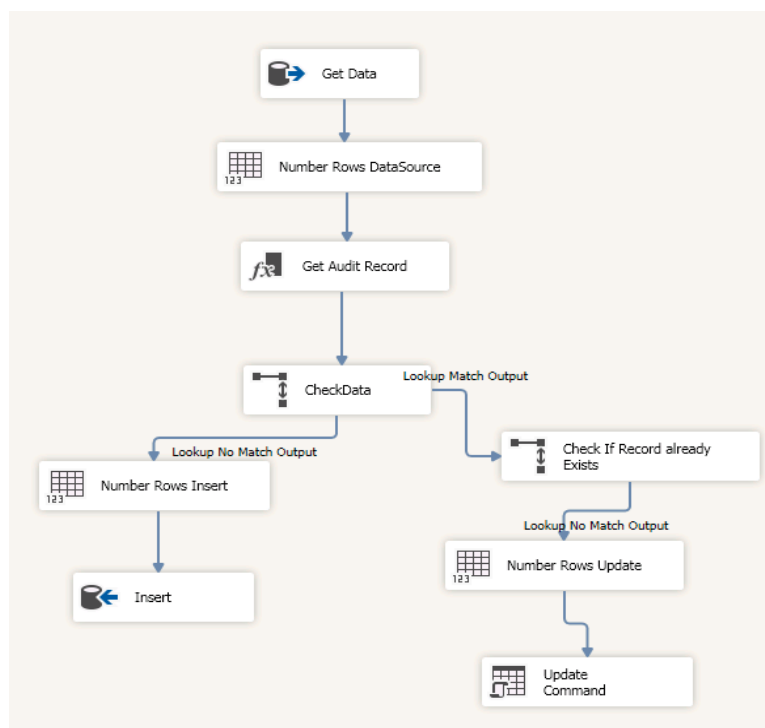 Get Data
Number Rows DataSource
123
fx
Get Audit Record
CheckData
Lookup Match Output
Lookup No Match Output
Check If Record already
Exists
Number Rows Insert
123
Lookup No Match Output
Number Rows Update
123
Insert
Update
Command